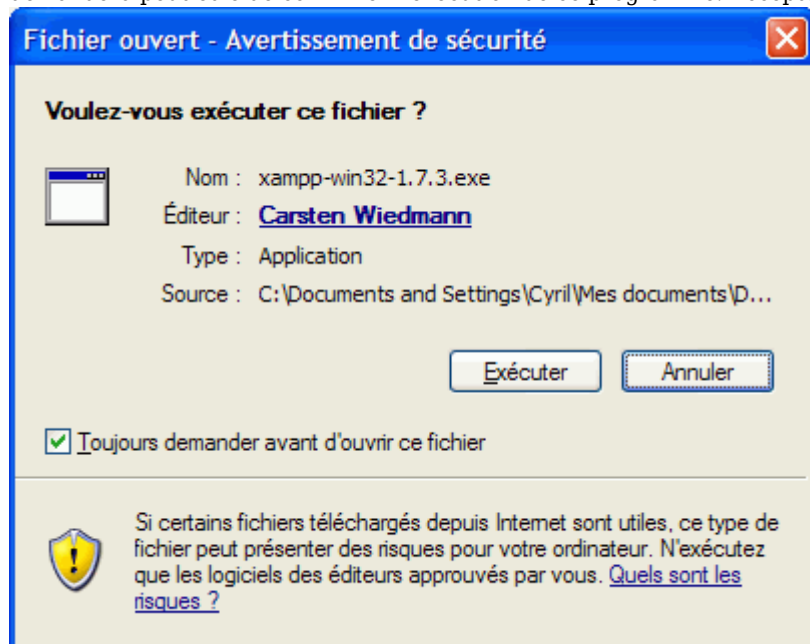 Fichier ouvert - Avertissement de sécurité
Voulez-vous exécuter ce fichier ?
Nom : xampp-win32-1.7.3.exe
Éditeur : Carsten Wiedmann
Type : Application
Source : C:\Documents and Settings\Cyril\Mes documents\D...
Exécuter Annuler
Toujours demander avant d'ouvrir ce fichier
Si certains fichiers téléchargés depuis Internet sont utiles, ce type de
fichier peut présenter des risques pour votre ordinateur. N'exécutez
que les logiciels des éditeurs approuvés par vous. Quels sont les
risques ?